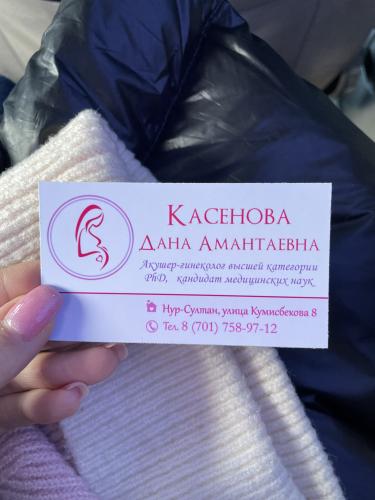 КАСЕНОВА
ДАНА АМАНТАЕВНА
Акушер-гинеколог высшей категории
PhD, кандидат медицинских наук
Нур-Султан, улица Кумисбекова 8
Тел. 8 (701) 758-97-12